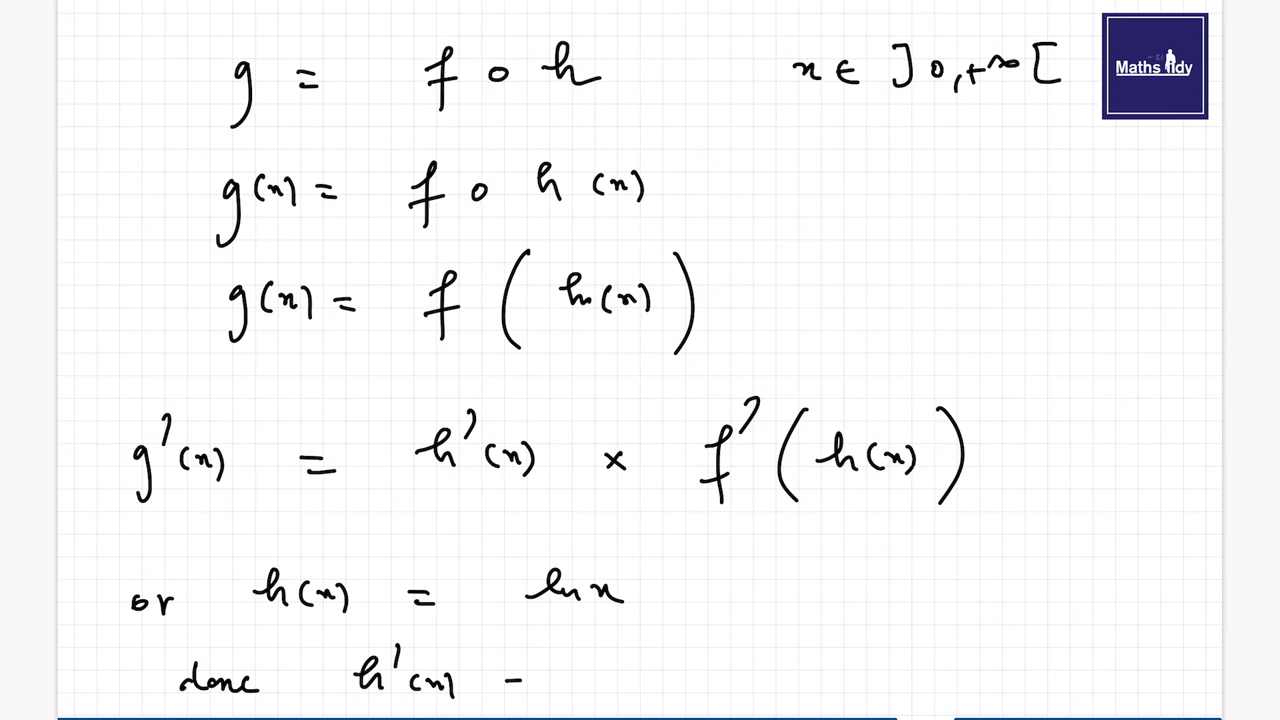 g = f o h x ∈ ]0,+∞[
Maths Tidy
g(x) = f o h (x)
g(x) = f ( h(x) )
g'(x) = h'(x) × f' ( h(x) )
or h(x) = ln x
donc h'(x) -